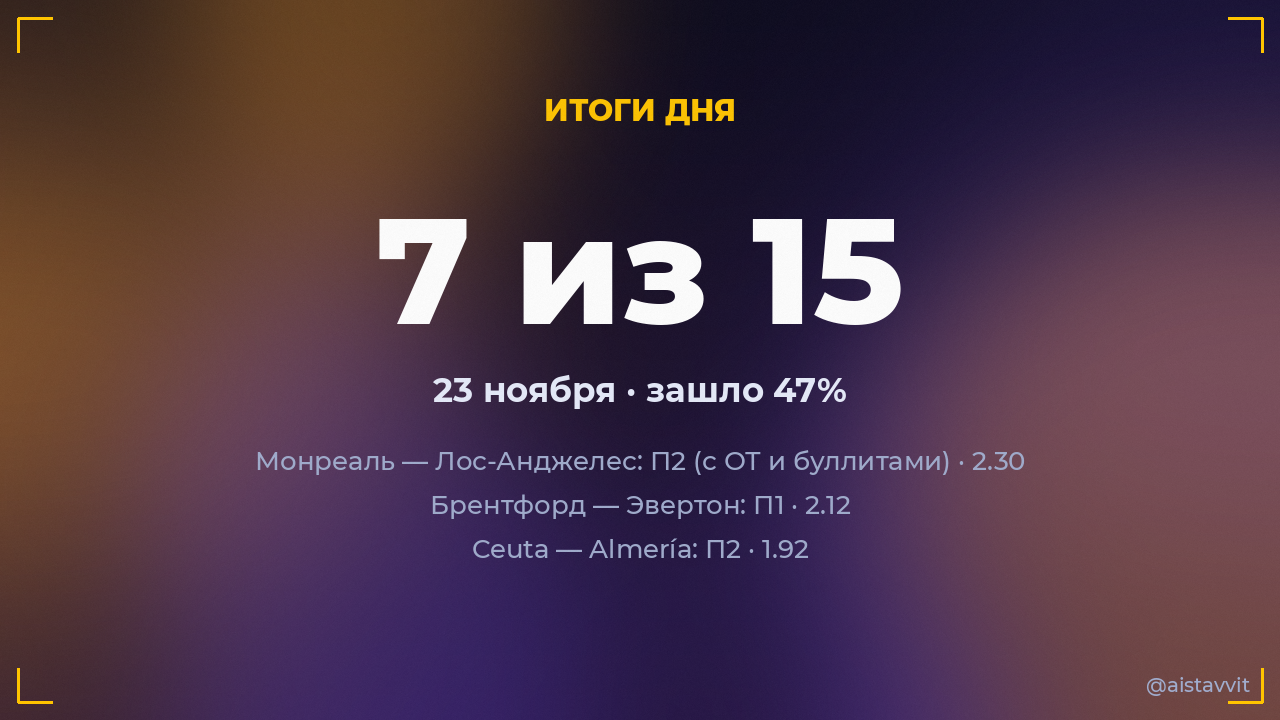 ИТОГИ ДНЯ
7 из 15
23 ноября · зашло 47%
Монреаль — Лос-Анджелес: П2 (с ОТ и буллитами) · 2.30
Брентфорд — Эвертон: П1 · 2.12
Ceuta — Almería: П2 · 1.92
@aistavvit